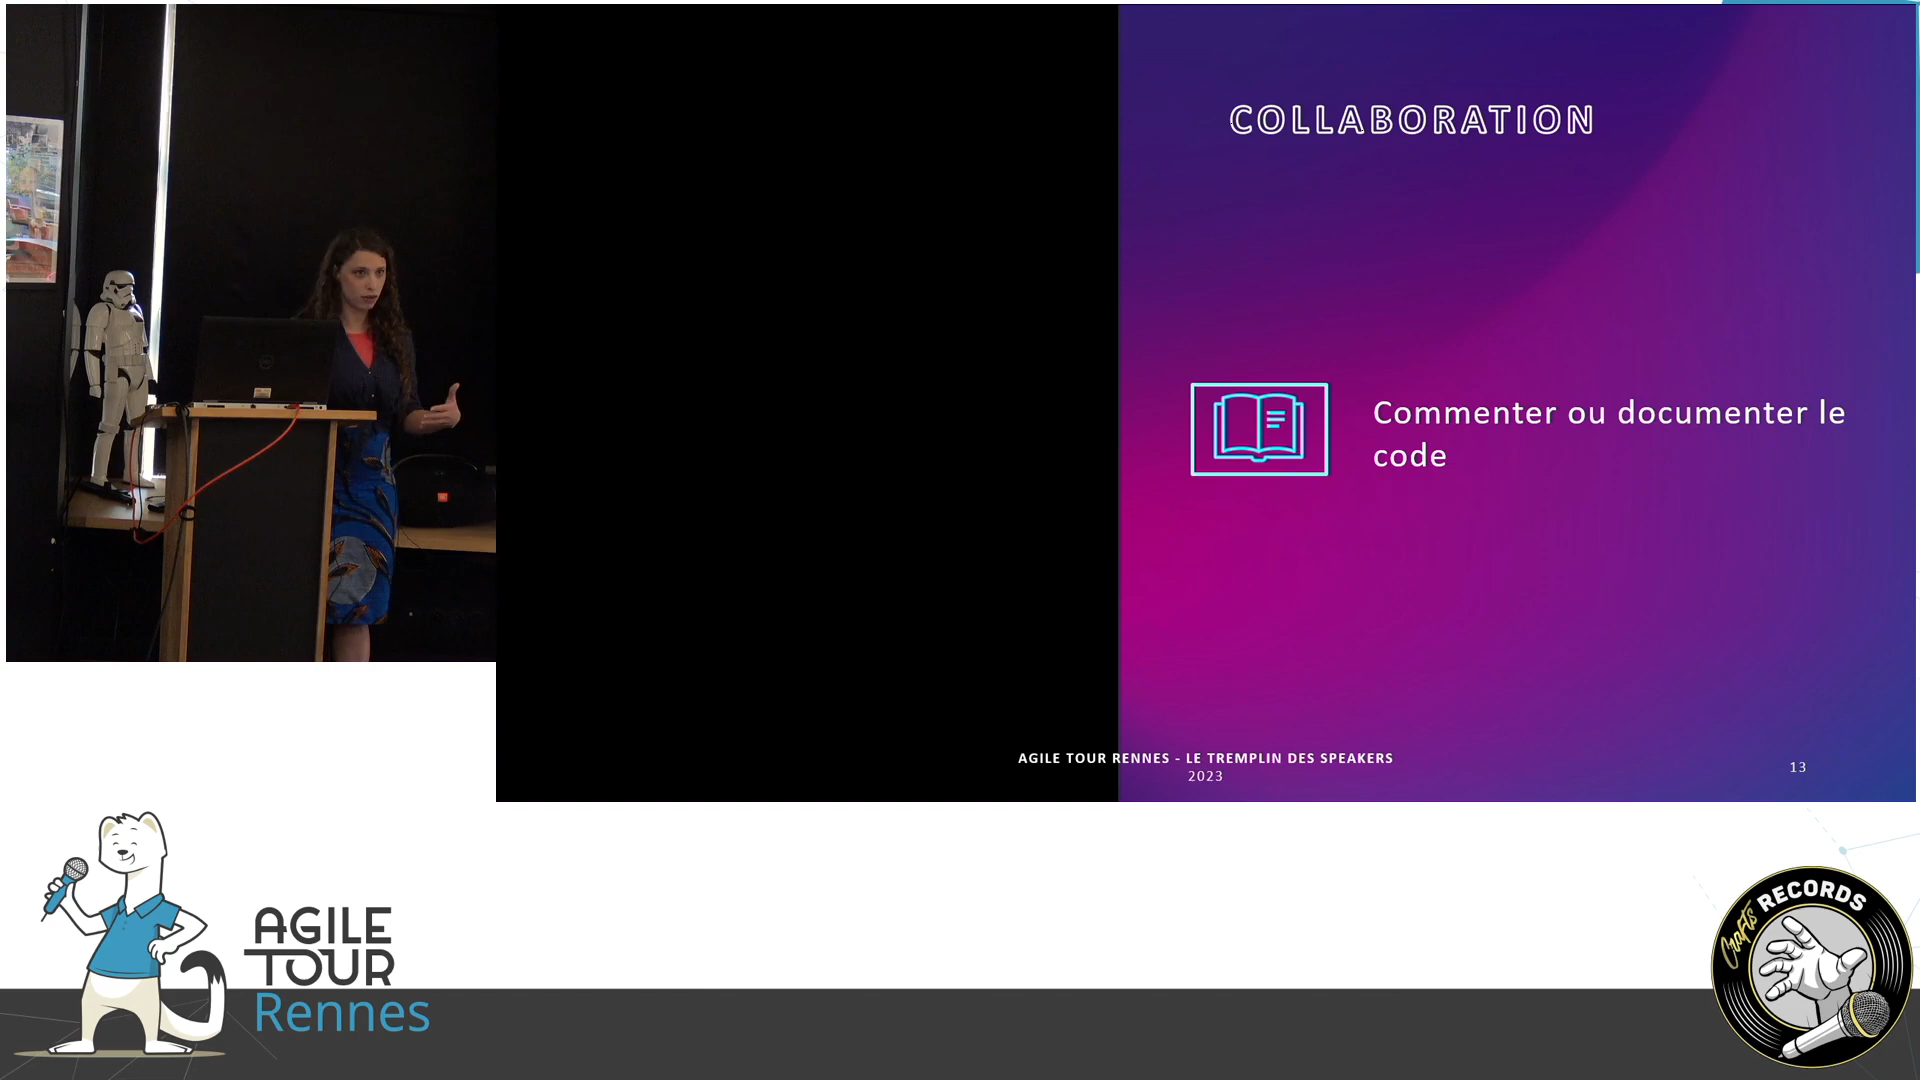 COLLABORATION
Commenter ou documenter le
code
AGILE TOUR RENNES - LE TREMPLIN DES SPEAKERS
2023
13
AGILE
TOUR
Rennes
Crafts RECORDS